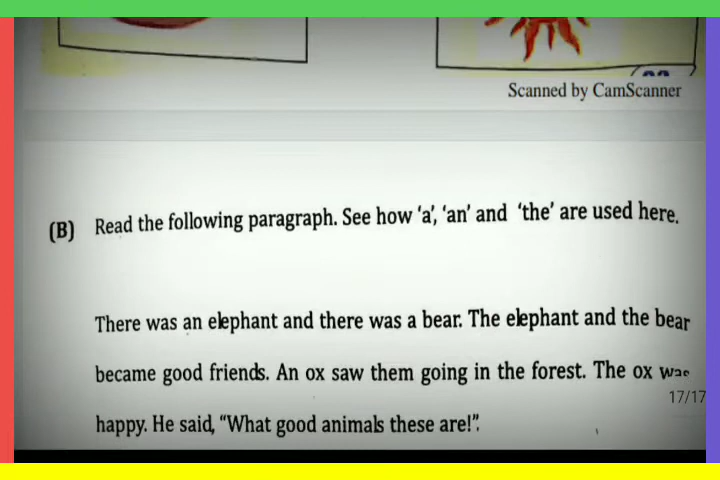 Scanned by CamScanner
(B) Read the following paragraph. See how ‘a’, ‘an’ and ‘the’ are used here.
There was an elephant and there was a bear. The elephant and the bear
became good friends. An ox saw them going in the forest. The ox was
17/17
happy. He said, “What good animals these are!”.